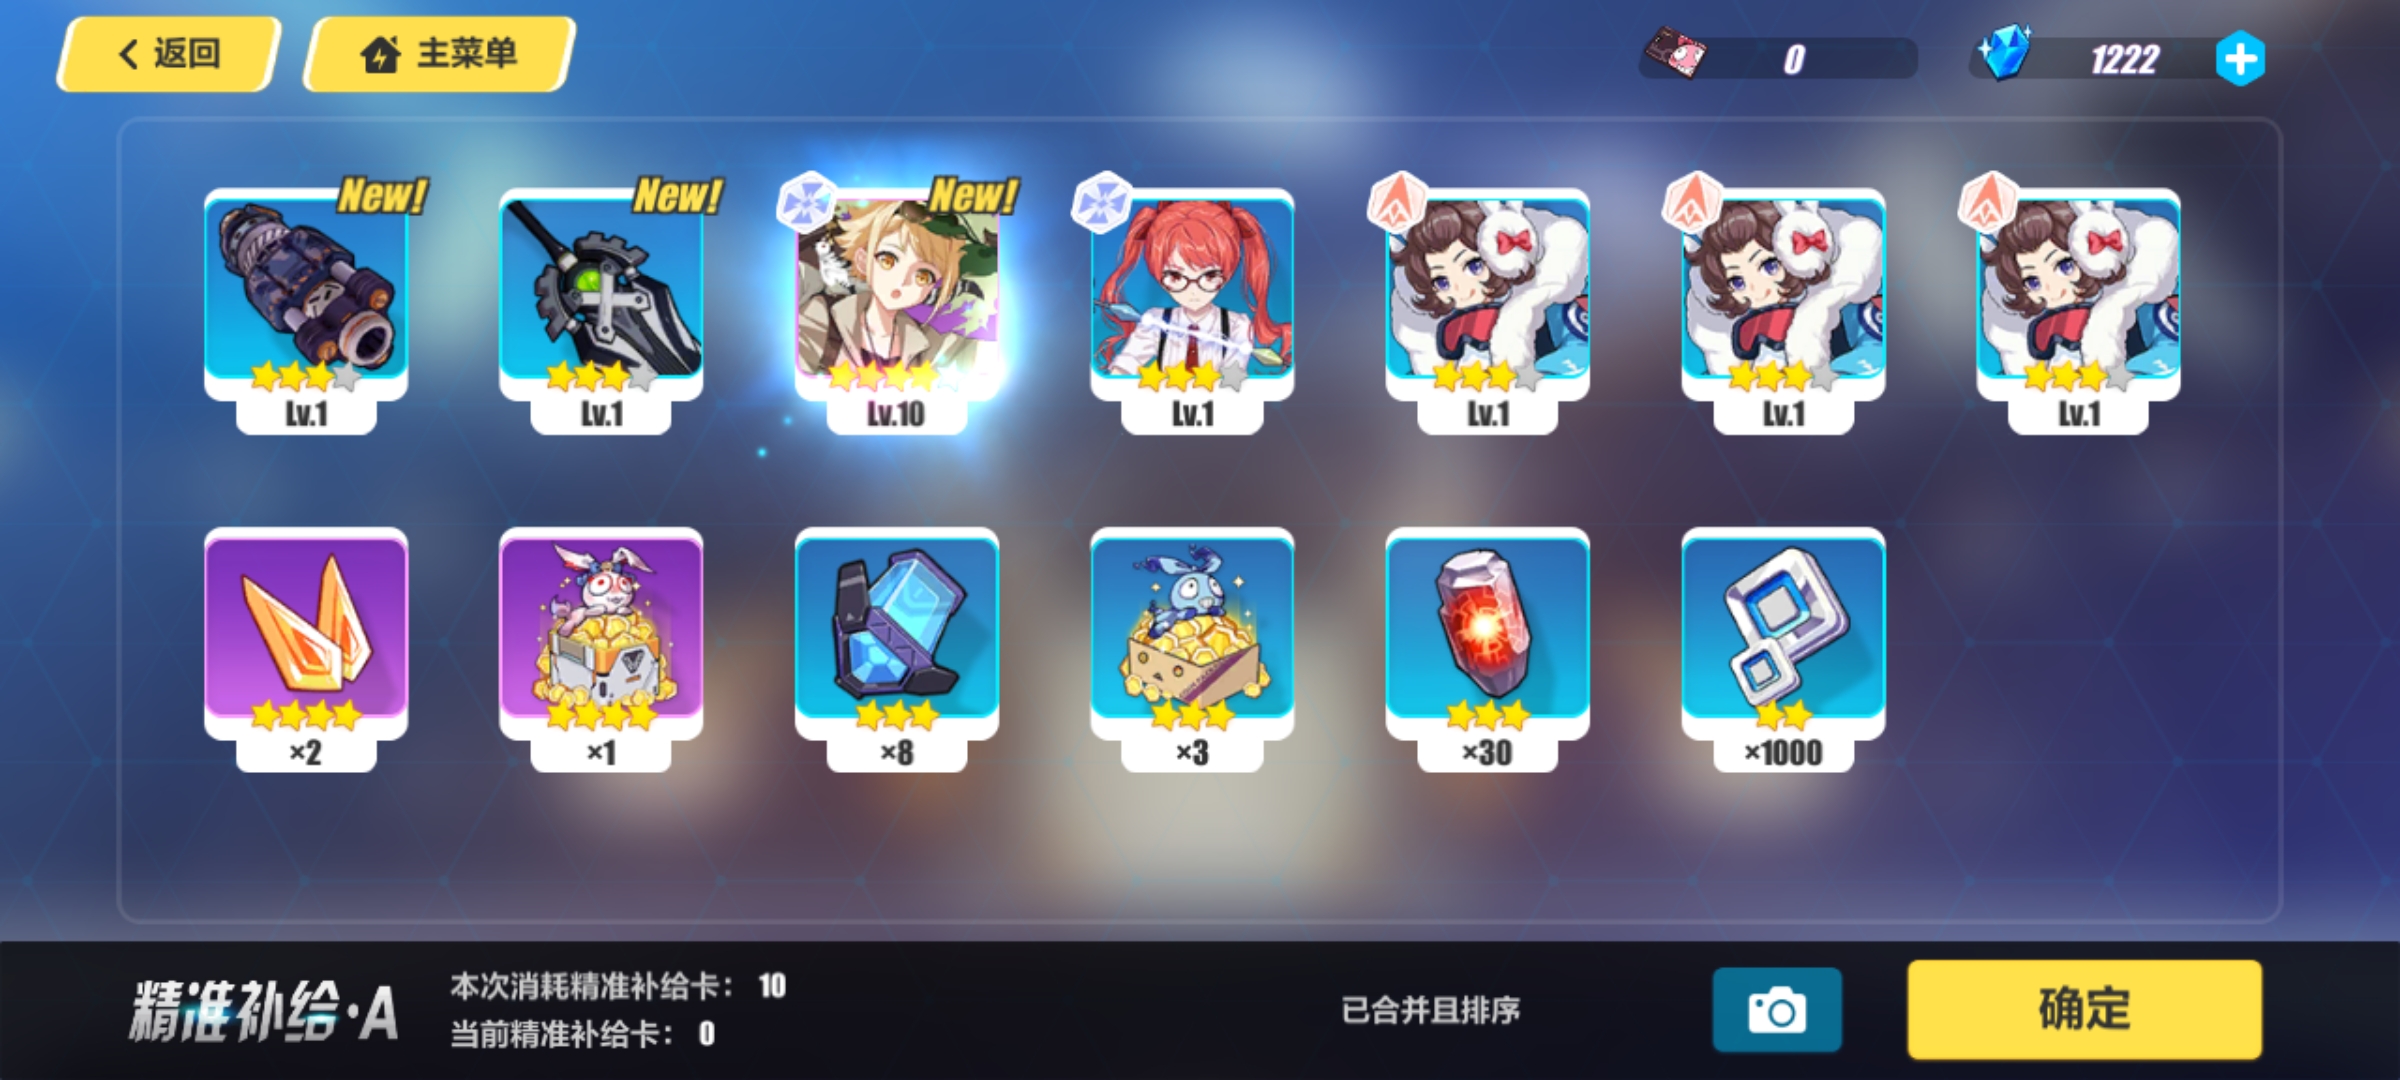 返回
主菜单
0
1222
New!
New!
New!
Lv.1
Lv.1
Lv.10
Lv.1
Lv.1
Lv.1
Lv.1
×2
×1
×8
×3
×30
×1000
精准补给·A
本次消耗精准补给卡： 10
当前精准补给卡： 0
已合并且排序
确定